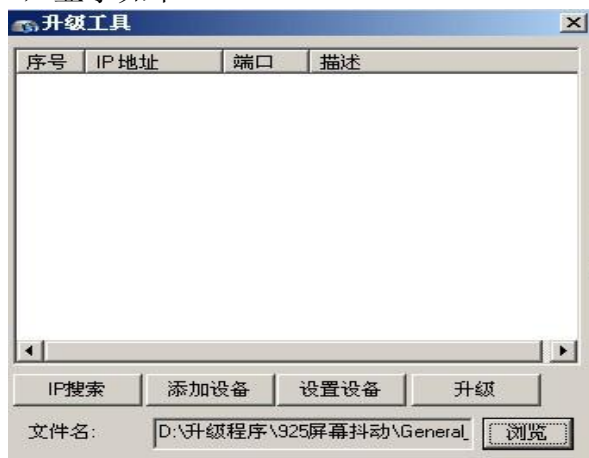 升级工具
序号 IP地址 端口 描述
IP搜索 添加设备 设置设备 升级
文件名: D:\升级程序\925屏幕抖动\General_ 浏览